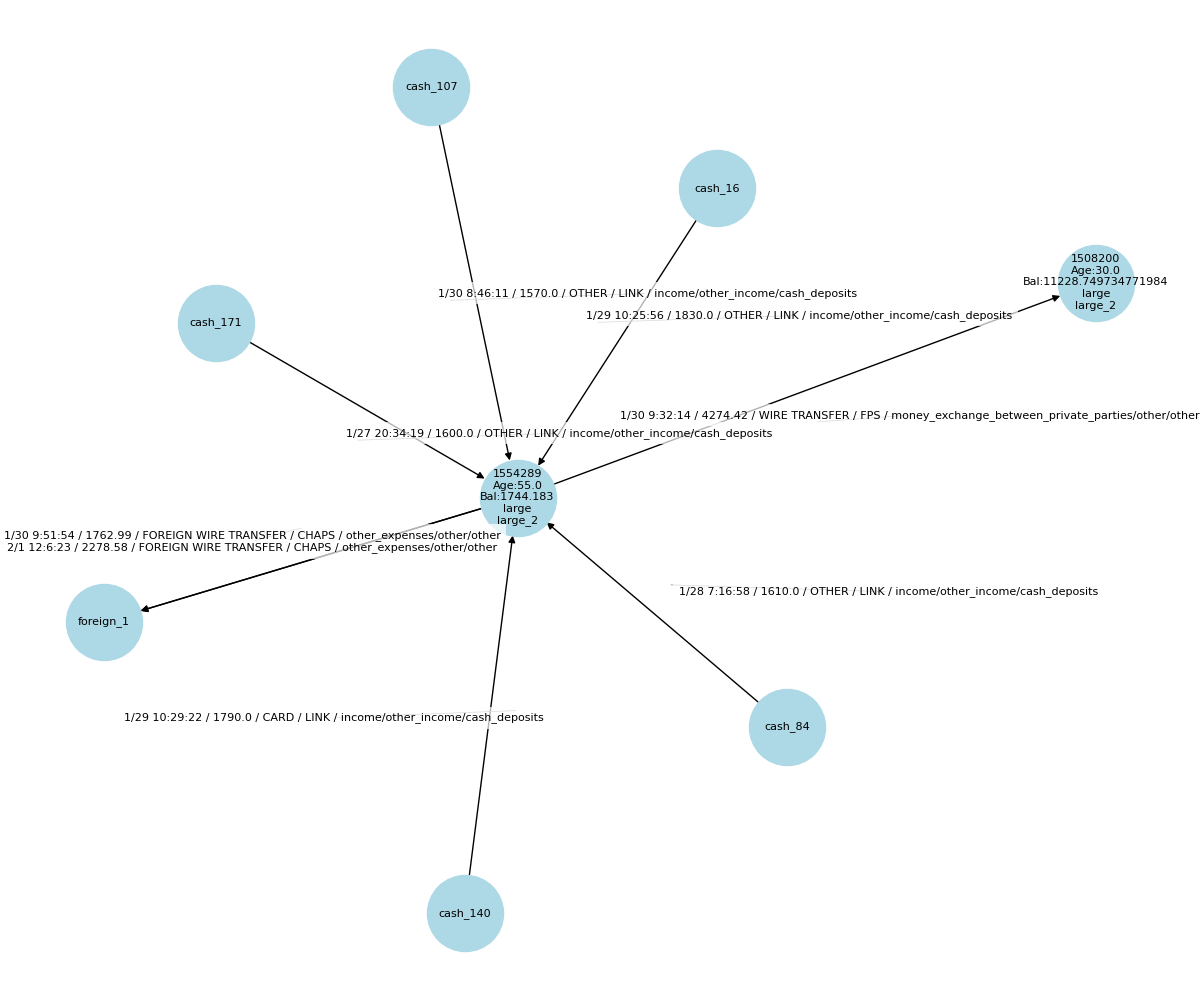 cash_107
cash_16
1508200
Age:30.0
Bal:11228.749734771984
large
large_2
1/30 8:46:11 / 1570.0 / OTHER / LINK / income/other_income/cash_deposits
1/29 10:25:56 / 1830.0 / OTHER / LINK / income/other_income/cash_deposits
cash_171
1/30 9:32:14 / 4274.42 / WIRE TRANSFER / FPS / money_exchange_between_private_parties/other/other
1/27 20:34:19 / 1600.0 / OTHER / LINK / income/other_income/cash_deposits
1554289
Age:55.0
Bal:1744.183
large
large_2
1/30 9:51:54 / 1762.99 / FOREIGN WIRE TRANSFER / CHAPS / other_expenses/other/other
2/1 12:6:23 / 2278.58 / FOREIGN WIRE TRANSFER / CHAPS / other_expenses/other/other
1/28 7:16:58 / 1610.0 / OTHER / LINK / income/other_income/cash_deposits
foreign_1
1/29 10:29:22 / 1790.0 / CARD / LINK / income/other_income/cash_deposits
cash_84
cash_140